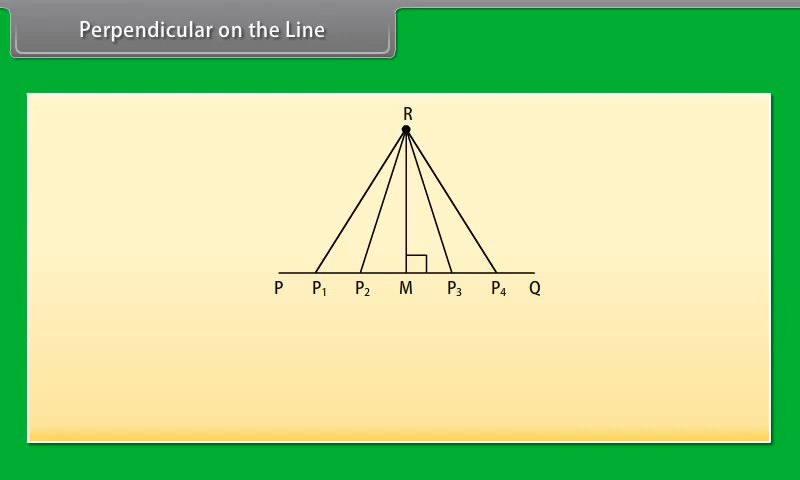 Perpendicular on the Line
R
P P₁ P₂ M P₃ P₄ Q